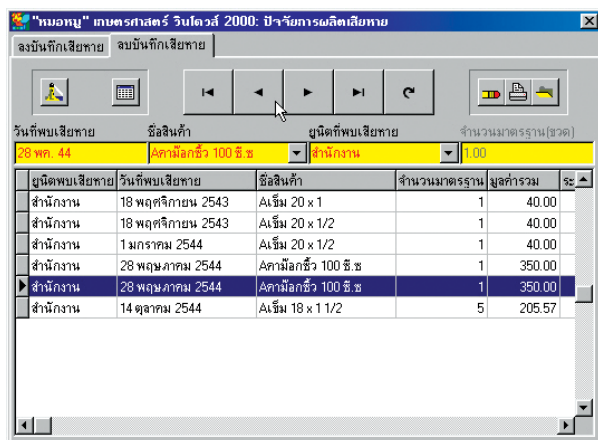 "หมอหมู" เกษตรศาสตร์ วินโดวส์ 2000: ปัจจัยการผลิตเสียหาย
ลงบันทึกเสียหาย ลบบันทึกเสียหาย
วันที่พบเสียหาย ชื่อสินค้า ยูนิตที่พบเสียหาย จำนวนมาตรฐาน(ขวด)
28 พค. 44 Aคามีอกซิ้ว 100 ซี.ซ สำนักงาน 1.00
ยูนิตพบเสียหาย วันที่พบเสียหาย ชื่อสินค้า จำนวนมาตรฐาน มูลค่ารวม ระ
สำนักงาน 18 พฤศจิกายน 2543 Aเข็ม 20 x 1 1 40.00
สำนักงาน 18 พฤศจิกายน 2543 Aเข็ม 20 x 1/2 1 40.00
สำนักงาน 1 มกราคม 2544 Aเข็ม 20 x 1/2 1 40.00
สำนักงาน 28 พฤษภาคม 2544 Aคามีอกซิ้ว 100 ซี.ซ 1 350.00
สำนักงาน 28 พฤษภาคม 2544 Aคามีอกซิ้ว 100 ซี.ซ 1 350.00
สำนักงาน 14 ตุลาคม 2544 Aเข็ม 18 x 1 1/2 5 205.57